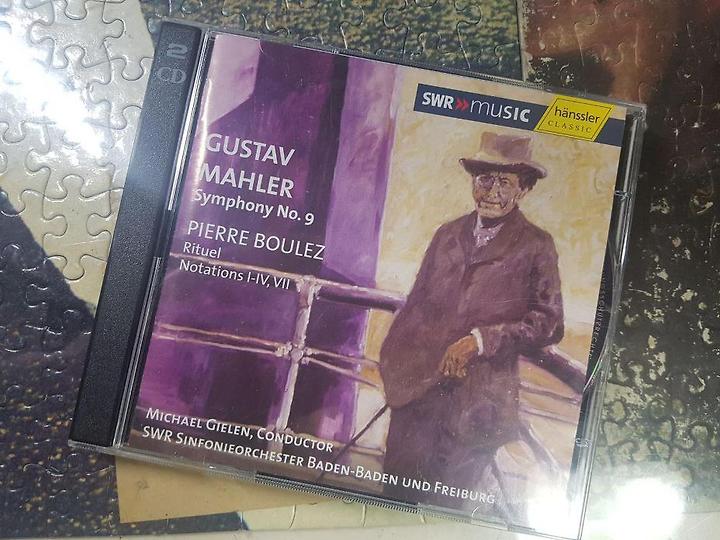 2
CD
SWR» music
hänssler
CLASSIC
GUSTAV
MAHLER
Symphony No. 9
PIERRE BOULEZ
Rituel
Notations I-IV, VII
MICHAEL GIELEN, CONDUCTOR
SWR SINFONIEORCHESTER BADEN-BADEN UND FREIBURG